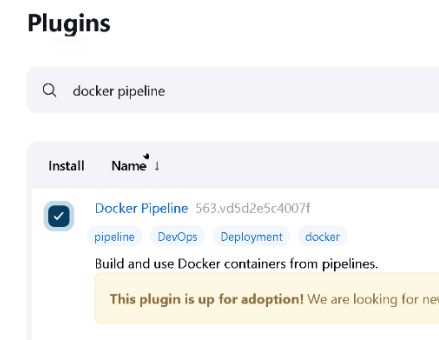 Plugins
docker pipeline
Install Name ↓
Docker Pipeline 563.vd5d2e5c4007f
pipeline DevOps Deployment docker
Build and use Docker containers from pipelines.
This plugin is up for adoption! We are looking for new